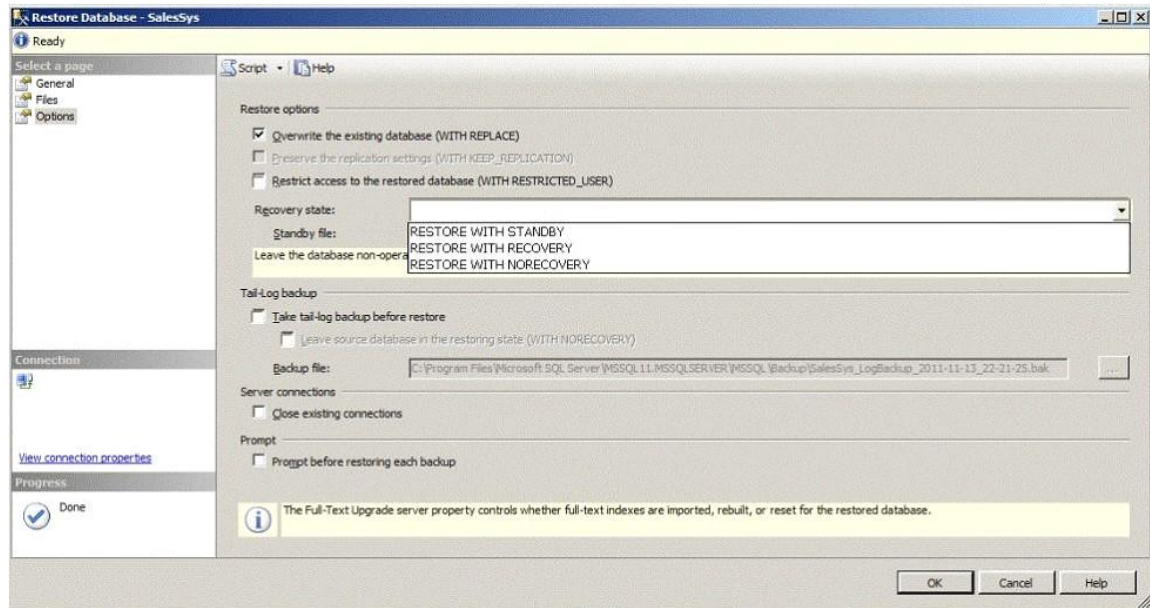 Restore Database - SalesSys
Ready
Select a page
General
Files
Options
Script
Help
Restore options
Overwrite the existing database (WITH REPLACE)
Preserve the replication settings (WITH KEEP_REPLICATION)
Restrict access to the restored database (WITH RESTRICTED_USER)
Recovery state:
Standby file:
RESTORE WITH STANDBY
RESTORE WITH RECOVERY
RESTORE WITH NORECOVERY
Leave the database non-opera
Tail-Log backup
Take tail-log backup before restore
Leave source database in the restoring state (WITH NORECOVERY)
Backup file:
C:\Program Files\Microsoft SQL Server\MSSQL11.MSSQLSERVER\MSSQL\Backup\SalesSys_LogBackup_2011-11-13_22-21-25.bak
...
Server connections
Close existing connections
Prompt
Prompt before restoring each backup
Connection
View connection properties
Progress
Done
The Full-Text Upgrade server property controls whether full-text indexes are imported, rebuilt, or reset for the restored database.
OK
Cancel
Help